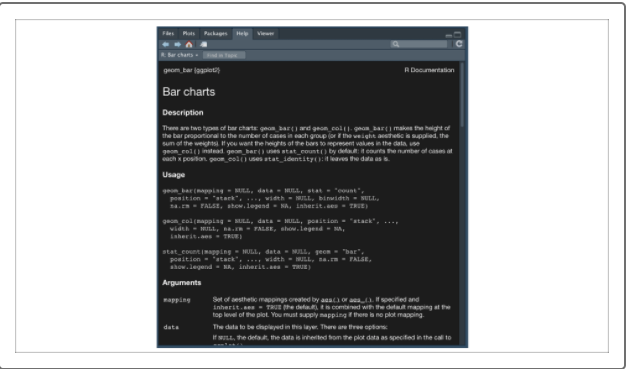 Files Plots Packages Help Viewer
R: Bar charts Find in Topic
geom_bar {ggplot2} R Documentation
Bar charts
Description
There are two types of bar charts: geom_bar() and geom_col(). geom_bar() makes the height of
the bar proportional to the number of cases in each group (or if the weight aesthetic is supplied, the
sum of the weights). If you want the heights of the bars to represent values in the data, use
geom_col() instead. geom_bar() uses stat_count() by default: it counts the number of cases at
each x position. geom_col() uses stat_identity(): it leaves the data as is.
Usage
geom_bar(mapping = NULL, data = NULL, stat = "count",
position = "stack", ..., width = NULL, binwidth = NULL,
na.rm = FALSE, show.legend = NA, inherit.aes = TRUE)
geom_col(mapping = NULL, data = NULL, position = "stack", ...,
width = NULL, na.rm = FALSE, show.legend = NA,
inherit.aes = TRUE)
stat_count(mapping = NULL, data = NULL, geom = "bar",
position = "stack", ..., width = NULL, na.rm = FALSE,
show.legend = NA, inherit.aes = TRUE)
Arguments
mapping Set of aesthetic mappings created by aes() or aes_(). If specified and
inherit.aes = TRUE (the default), it is combined with the default mapping at the
top level of the plot. You must supply mapping if there is no plot mapping.
data The data to be displayed in this layer. There are three options:
If NULL, the default, the data is inherited from the plot data as specified in the call to